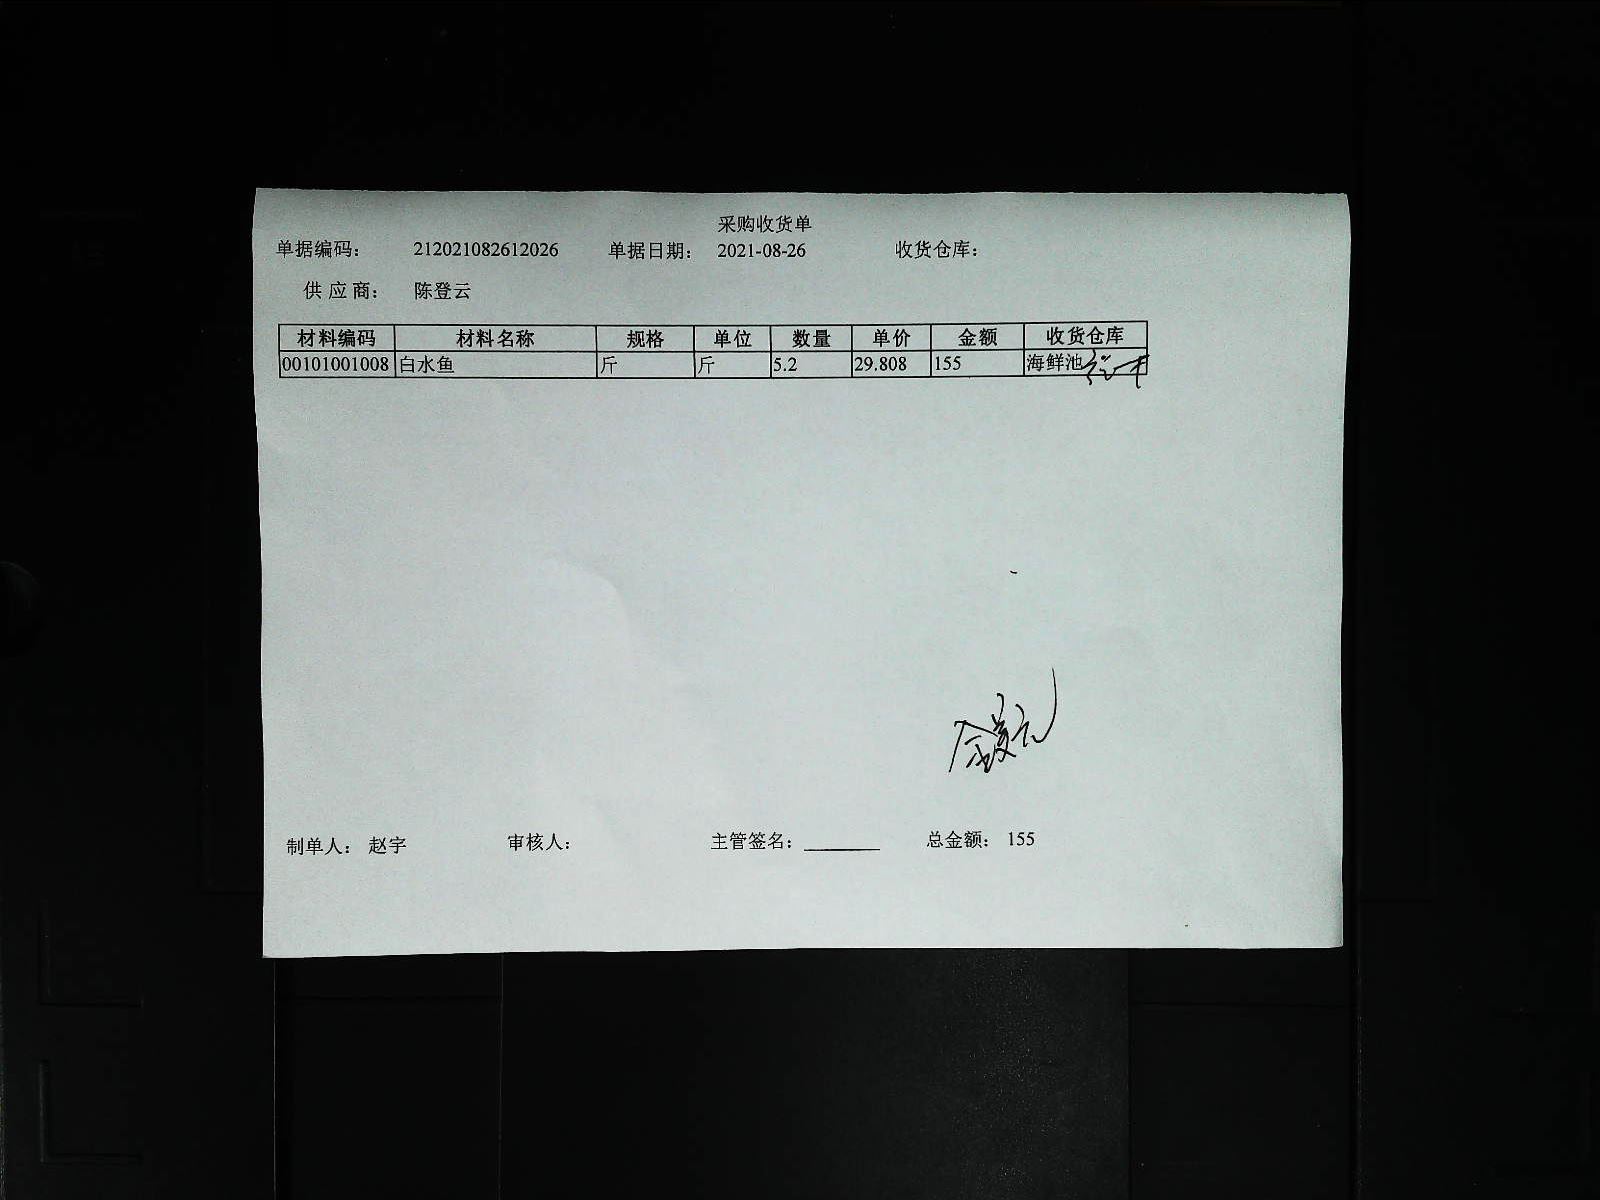 采购收货单
单据编码： 212021082612026 单据日期： 2021-08-26 收货仓库：
供 应 商： 陈登云
材料编码 材料名称 规格 单位 数量 单价 金额 收货仓库
00101001008 白水鱼 斤 斤 5.2 29.808 155 海鲜池
制单人： 赵宇 审核人： 主管签名： 总金额： 155